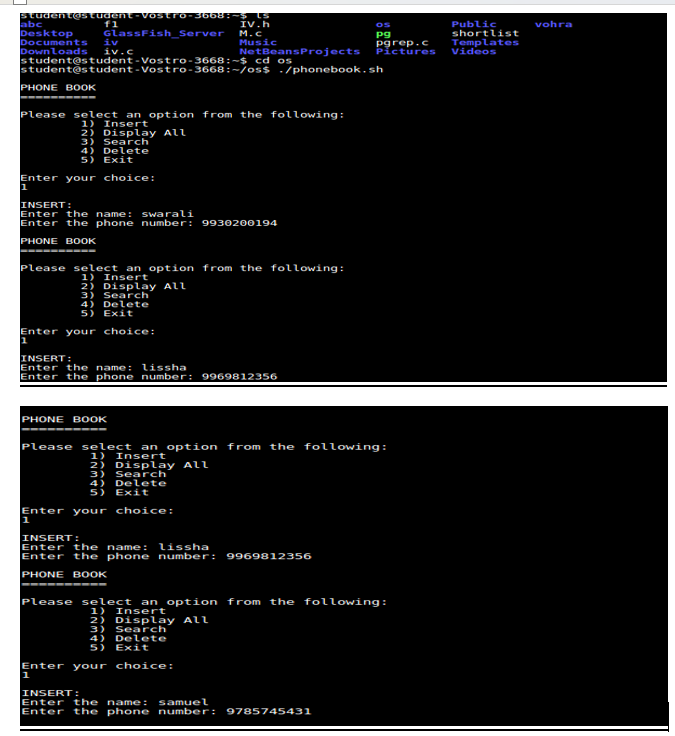 student@student-Vostro-3668:~$ ls
abc f1 IV.h os Public vohra
Desktop GlassFish_Server M.c pg shortlist
Documents iv Music pgrep.c Templates
Downloads iv.c NetBeansProjects Pictures Videos
student@student-Vostro-3668:~$ cd os
student@student-Vostro-3668:~/os$ ./phonebook.sh
PHONE BOOK
==========
Please select an option from the following:
1) Insert
2) Display All
3) Search
4) Delete
5) Exit
Enter your choice:
1
INSERT:
Enter the name: swarali
Enter the phone number: 9930200194
PHONE BOOK
==========
Please select an option from the following:
1) Insert
2) Display All
3) Search
4) Delete
5) Exit
Enter your choice:
1
INSERT:
Enter the name: lissha
Enter the phone number: 9969812356
PHONE BOOK
==========
Please select an option from the following:
1) Insert
2) Display All
3) Search
4) Delete
5) Exit
Enter your choice:
1
INSERT:
Enter the name: lissha
Enter the phone number: 9969812356
PHONE BOOK
==========
Please select an option from the following:
1) Insert
2) Display All
3) Search
4) Delete
5) Exit
Enter your choice:
1
INSERT:
Enter the name: samuel
Enter the phone number: 9785745431